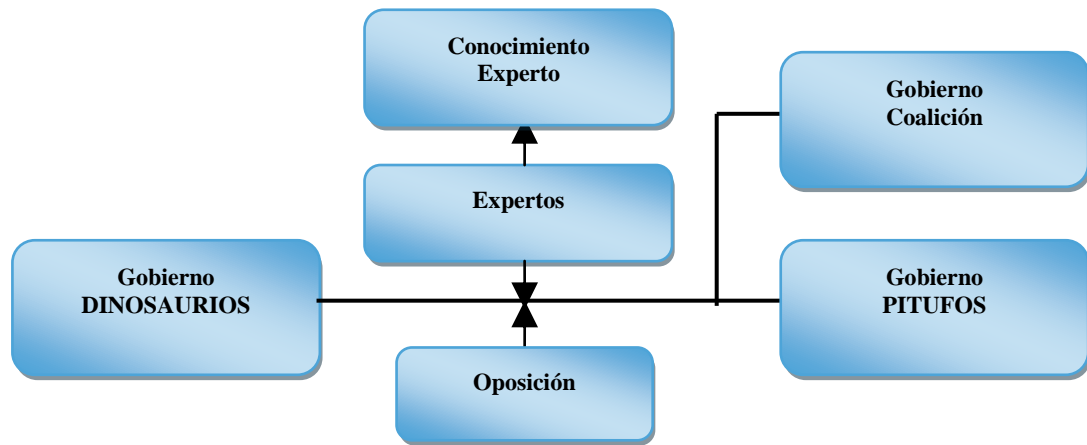 Conocimiento
Experto
Gobierno
Coalición
Expertos
Gobierno
DINOSAURIOS
Gobierno
PITUFOS
Oposición